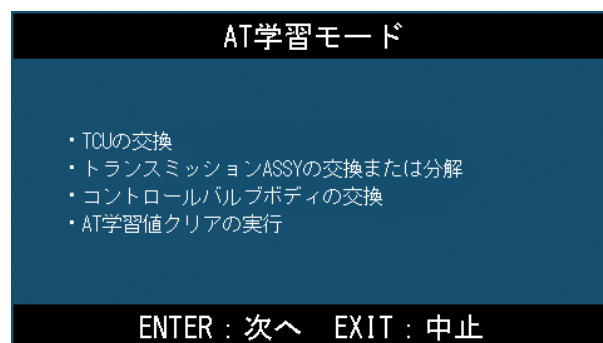 AT学習モード
・TCUの交換
・トランスミッションASSYの交換または分解
・コントロールバルブボディの交換
・AT学習値クリアの実行
ENTER：次へ　EXIT：中止